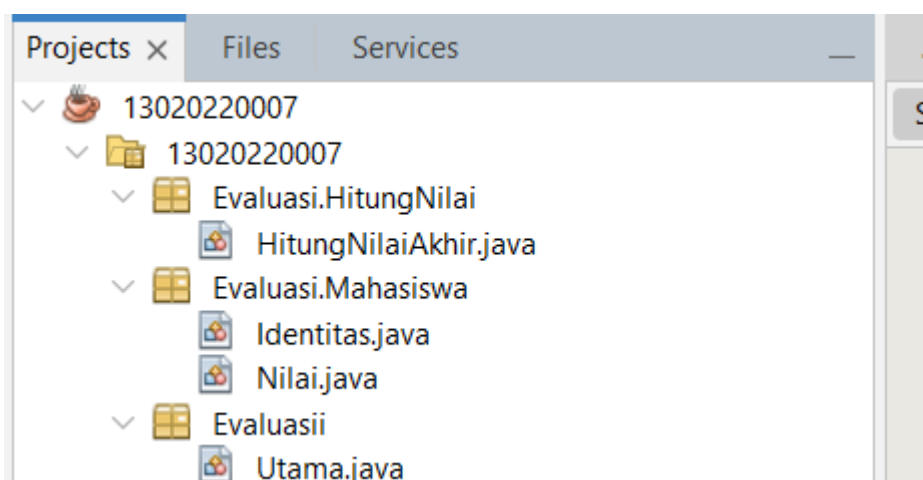 Projects × Files Services
13020220007
13020220007
Evaluasi.HitungNilai
HitungNilaiAkhir.java
Evaluasi.Mahasiswa
Identitas.java
Nilai.java
Evaluasii
Utama.java